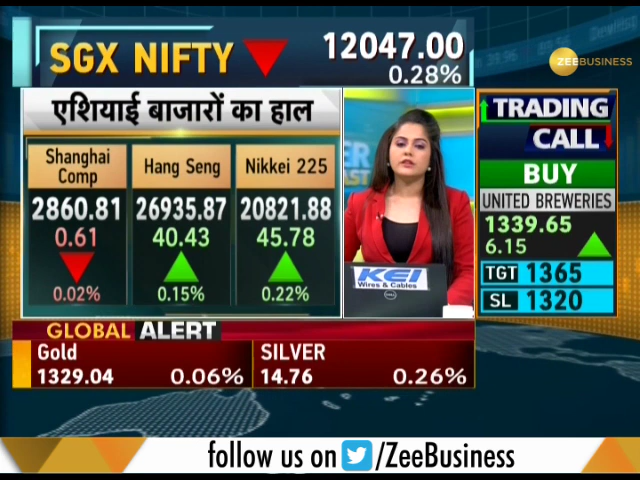 SGX NIFTY
12047.00
0.28%
ZEEBUSINESS
एशियाई बाजारों का हाल
Shanghai Comp
2860.81
0.61
0.02%
Hang Seng
26935.87
40.43
0.15%
Nikkei 225
20821.88
45.78
0.22%
KEI
Wires & Cables
DELL
TRADING
CALL
BUY
UNITED BREWERIES
1339.65
6.15
TGT 1365
SL 1320
GLOBAL ALERT
Gold
1329.04 0.06%
SILVER
14.76 0.26%
follow us on /ZeeBusiness